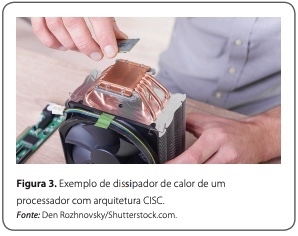 Figura 3. Exemplo de dissipador de calor de um
processador com arquitetura CISC.
Fonte: Den Rozhnovsky/Shutterstock.com.